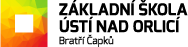 ZÁKLADNÍ ŠKOLA
ÚSTÍ NAD ORLICÍ
Bratří Čapků